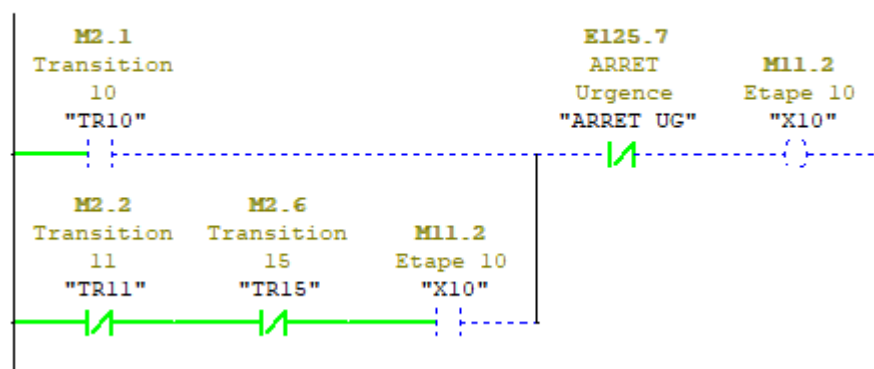 M2.1
Transition
10
"TR10"
E125.7
ARRET
Urgence
"ARRET UG"
M11.2
Etape 10
"X10"
M2.2
Transition
11
"TR11"
M2.6
Transition
15
"TR15"
M11.2
Etape 10
"X10"